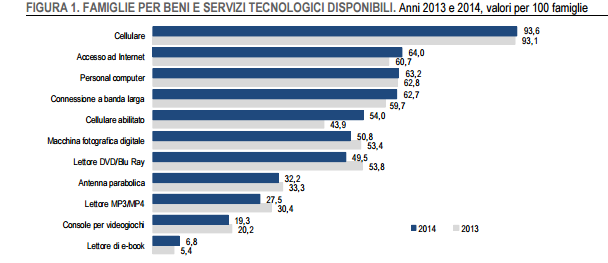 FIGURA 1. FAMIGLIE PER BENI E SERVIZI TECNOLOGICI DISPONIBILI. Anni 2013 e 2014, valori per 100 famiglie
Cellulare 93,6
93,1
Accesso ad Internet 64,0
60,7
Personal computer 63,2
62,8
Connessione a banda larga 62,7
59,7
Cellulare abilitato 54,0
43,9
Macchina fotografica digitale 50,8
53,4
Lettore DVD/Blu Ray 49,5
53,8
Antenna parabolica 32,2
33,3
Lettore MP3/MP4 27,5
30,4
Console per videogiochi 19,3
20,2
Lettore di e-book 6,8
5,4
2014 2013